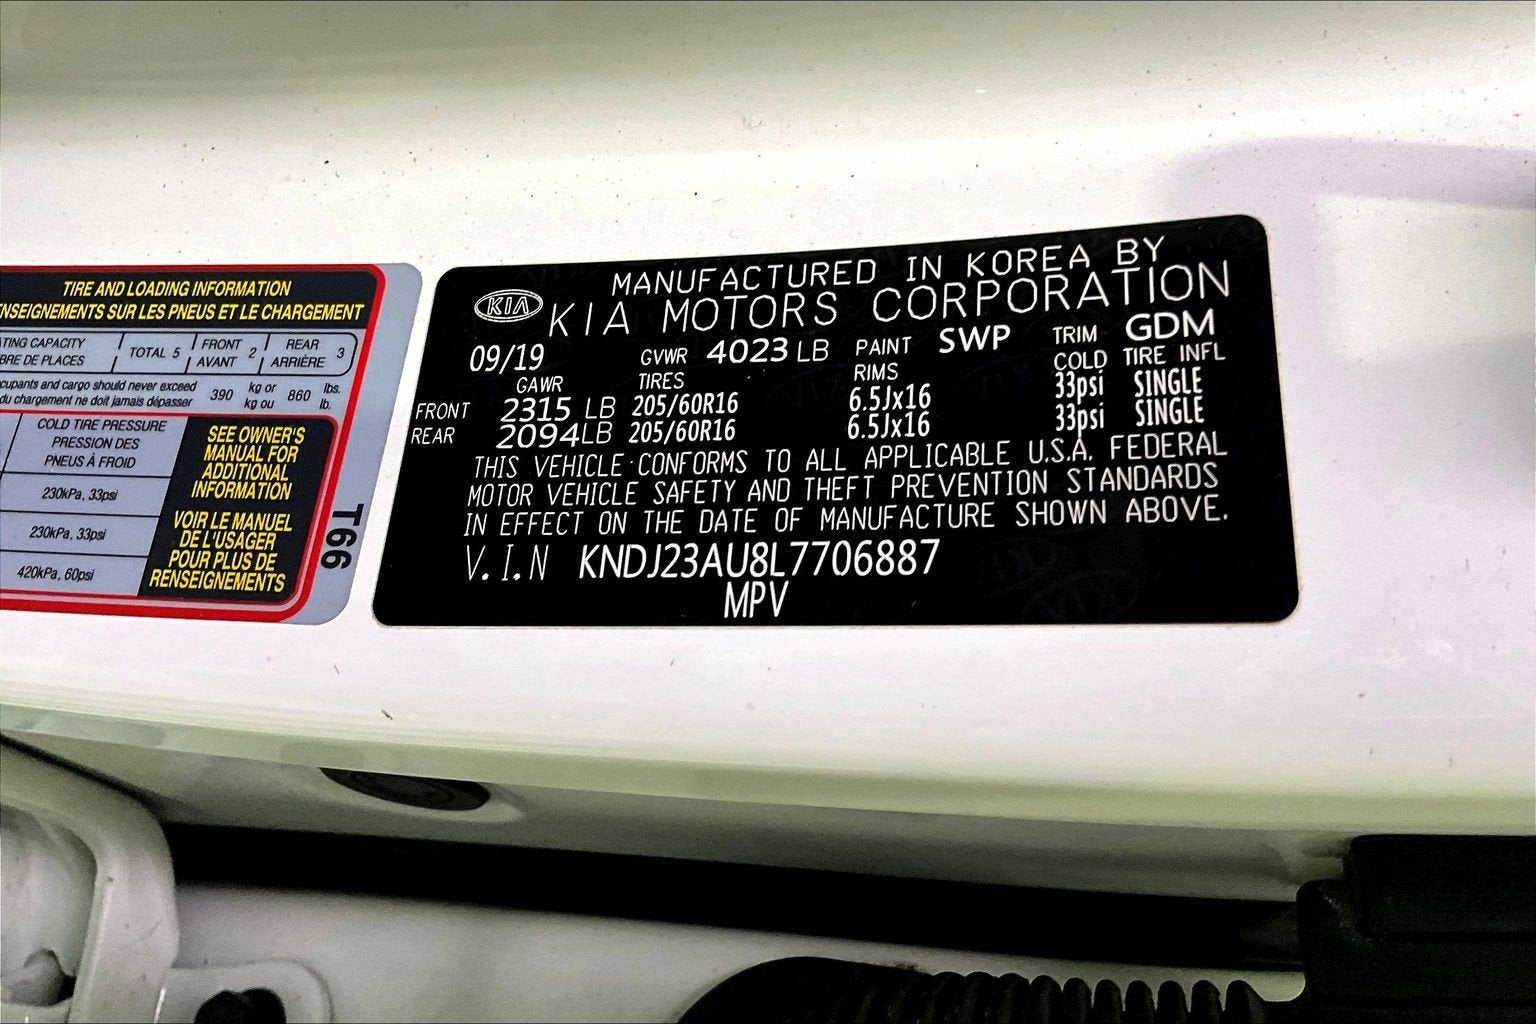 TIRE AND LOADING INFORMATION
ENSEIGNEMENTS SUR LES PNEUS ET LE CHARGEMENT
TING CAPACITY TOTAL 5 FRONT 2 REAR 3
BRE DE PLACES AVANT ARRIÈRE
cupants and cargo should never exceed 390 kg or 860 lbs.
du chargement ne doit jamais dépasser kg ou lb.
COLD TIRE PRESSURE
PRESSION DES
PNEUS À FROID
230kPa, 33psi
230kPa, 33psi
420kPa, 60psi
SEE OWNER'S
MANUAL FOR
ADDITIONAL
INFORMATION
VOIR LE MANUEL
DE L'USAGER
POUR PLUS DE
RENSEIGNEMENTS
T66
MANUFACTURED IN KOREA BY
KIA KIA MOTORS CORPORATION
09/19 GVWR 4023 LB PAINT SWP TRIM GDM
GAWR TIRES RIMS COLD TIRE INFL
FRONT 2315 LB 205/60R16 6.5Jx16 33psi SINGLE
REAR 2094LB 205/60R16 6.5Jx16 33psi SINGLE
THIS VEHICLE CONFORMS TO ALL APPLICABLE U.S.A. FEDERAL
MOTOR VEHICLE SAFETY AND THEFT PREVENTION STANDARDS
IN EFFECT ON THE DATE OF MANUFACTURE SHOWN ABOVE.
V.I.N KNDJ23AU8L7706887
MPV